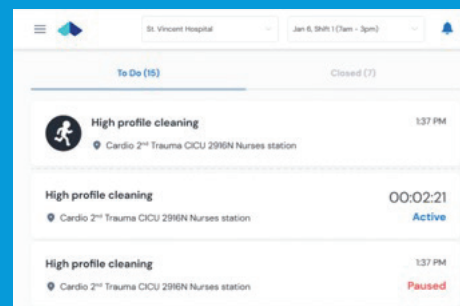 St. Vincent Hospital
Jan 6, Shift 1 (7am - 3pm)
To Do (15)
Closed (7)
High profile cleaning
1:37 PM
Cardio 2ⁿᵈ Trauma CICU 2916N Nurses station
High profile cleaning
00:02:21
Cardio 2ⁿᵈ Trauma CICU 2916N Nurses station
Active
High profile cleaning
1:37 PM
Cardio 2ⁿᵈ Trauma CICU 2916N Nurses station
Paused